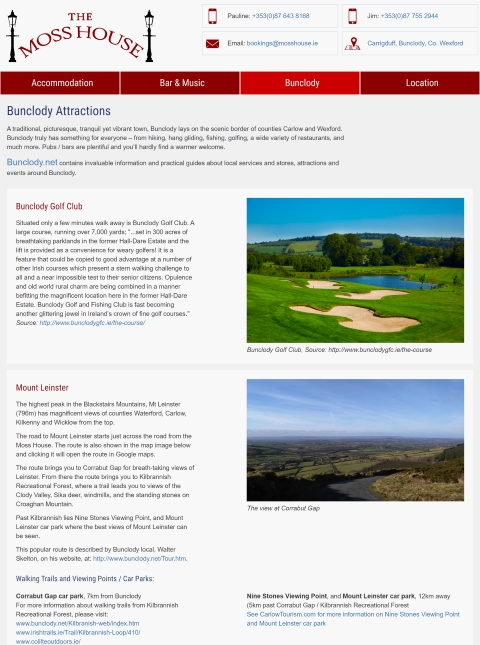 THE
MOSS HOUSE
Pauline: +353(0)87 643 8168
Jim: +353(0)87 755 2944
Email: bookings@mosshouse.ie
Carrigduff, Bunclody, Co. Wexford
Accommodation
Bar & Music
Bunclody
Location
Bunclody Attractions
A traditional, picturesque, tranquil yet vibrant town, Bunclody lays on the scenic border of counties Carlow and Wexford.
Bunclody truly has something for everyone – from hiking, hang gliding, fishing, golfing, a wide variety of restaurants, and
much more. Pubs / bars are plentiful and you'll hardly find a warmer welcome.
Bunclody.net contains invaluable information and practical guides about local services and stores, attractions and
events around Bunclody.
Bunclody Golf Club
Situated only a few minutes walk away is Bunclody Golf Club. A
large course, running over 7,000 yards; "...set in 300 acres of
breathtaking parklands in the former Hall-Dare Estate and the
lift is provided as a convenience for weary golfers! It is a
feature that could be copied to good advantage at a number of
other Irish courses which present a stem walking challenge to
all and a near impossible test to their senior citizens. Opulence
and old world rural charm are being combined in a manner
befitting the magnificent location here in the former Hall-Dare
Estate. Bunclody Golf and Fishing Club is fast becoming
another glittering jewel in Ireland's crown of fine golf courses."
Source: http://www.bunclodygfc.ie/the-course/
Bunclody Golf Club, Source: http://www.bunclodygfc.ie/the-course
Mount Leinster
The highest peak in the Blackstairs Mountains, Mt Leinster
(796m) has magnificent views of counties Waterford, Carlow,
Kilkenny and Wicklow from the top.
The road to Mount Leinster starts just across the road from the
Moss House. The route is also shown in the map image below
and clicking it will open the route in Google maps.
The route brings you to Corrabut Gap for breath-taking views of
Leinster. From there the route brings you to Kilbrannish
Recreational Forest, where a trail leads you to views of the
Clody Valley, Sika deer, windmills, and the standing stones on
Croaghan Mountain.
Past Kilbrannish lies Nine Stones Viewing Point, and Mount
Leinster car park where the best views of Mount Leinster can
be seen.
This popular route is described by Bunclody local, Walter
Skelton, on his website, at: http://www.bunclody.net/Tour.htm.
The view at Corrabut Gap
Walking Trails and Viewing Points / Car Parks:
Corrabut Gap car park, 7km from Bunclody
For more information about walking trails from Kilbrannish
Recreational Forest, please visit:
www.bunclody.net/Kilbranish-web/index.htm
www.irishtrails.ie/Trail/Kilbrannish-Loop/410/
www.coillteoutdoors.ie/
Nine Stones Viewing Point, and Mount Leinster car park, 12km away
(5km past Corrabut Gap / Kilbrannish Recreational Forest
See CarlowTourism.com for more information on Nine Stones Viewing Point
and Mount Leinster car park